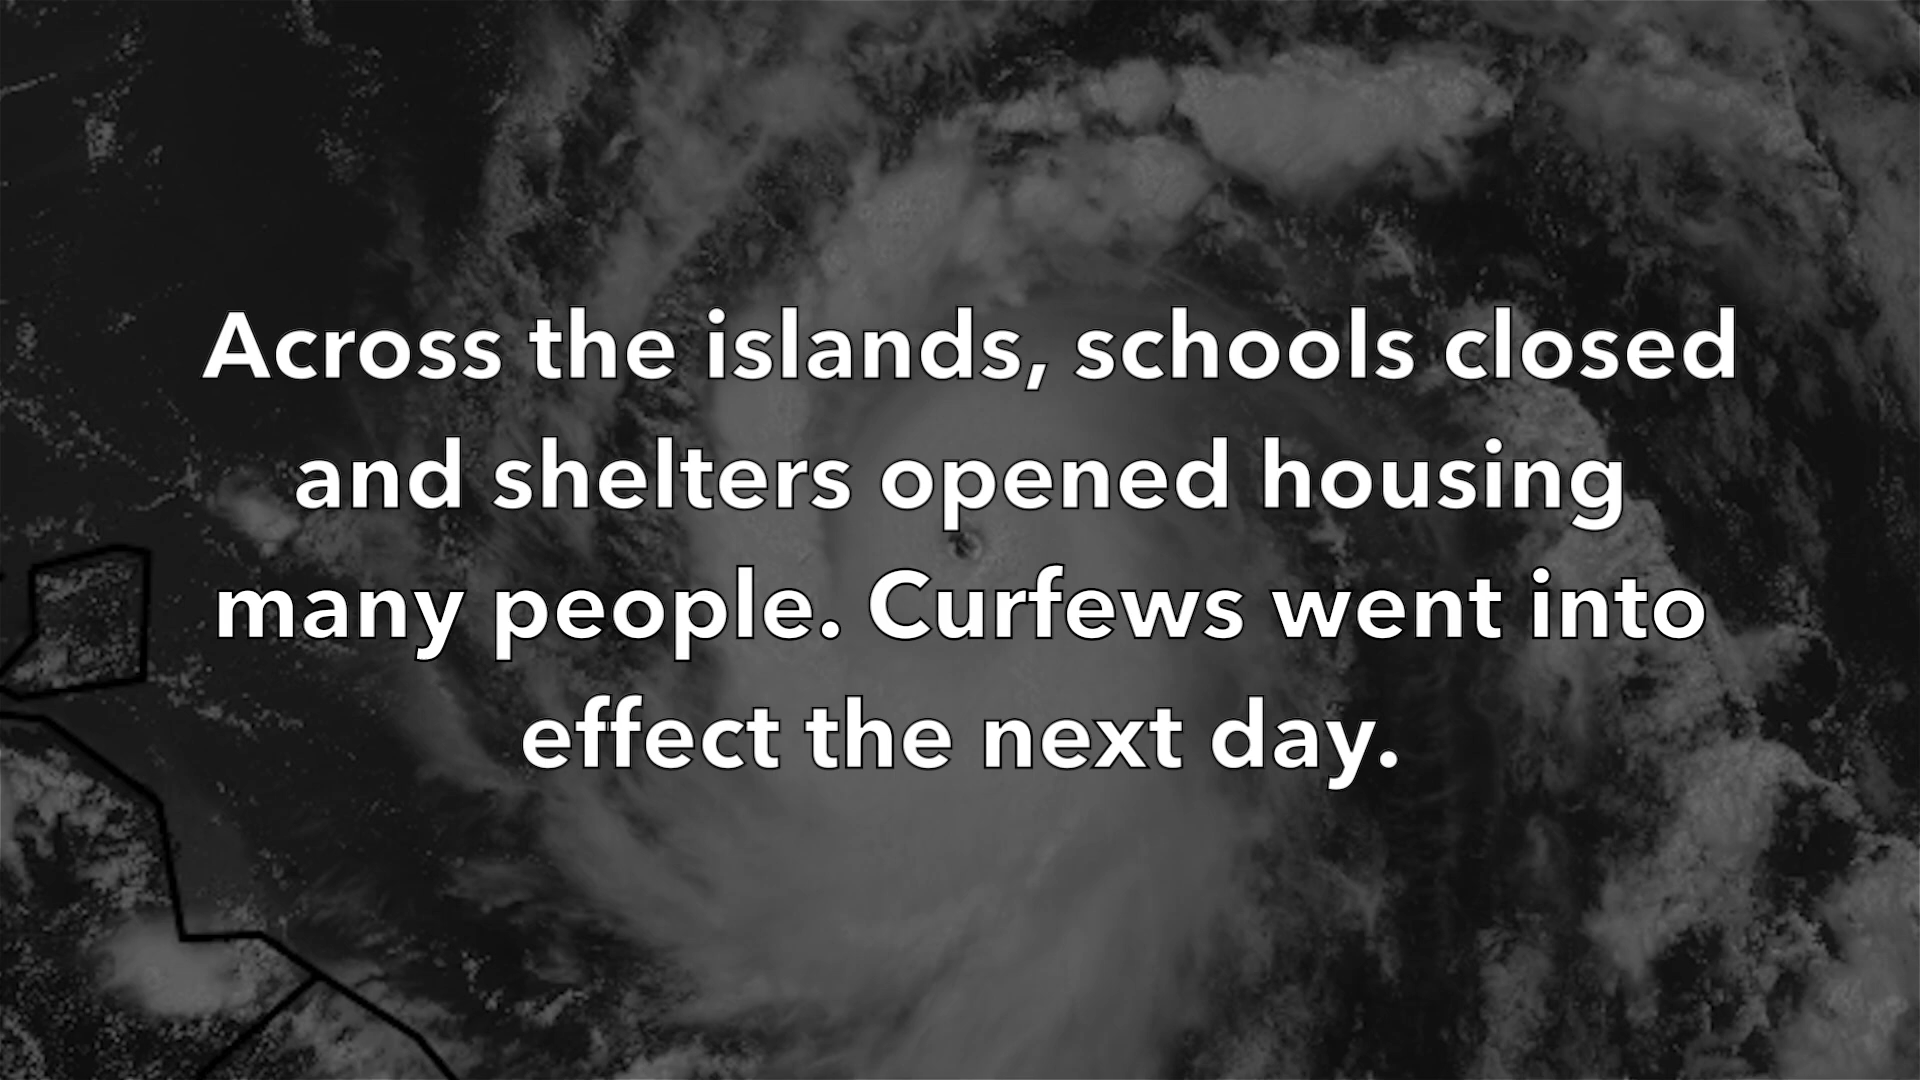 Across the islands, schools closed
and shelters opened housing
many people. Curfews went into
effect the next day.